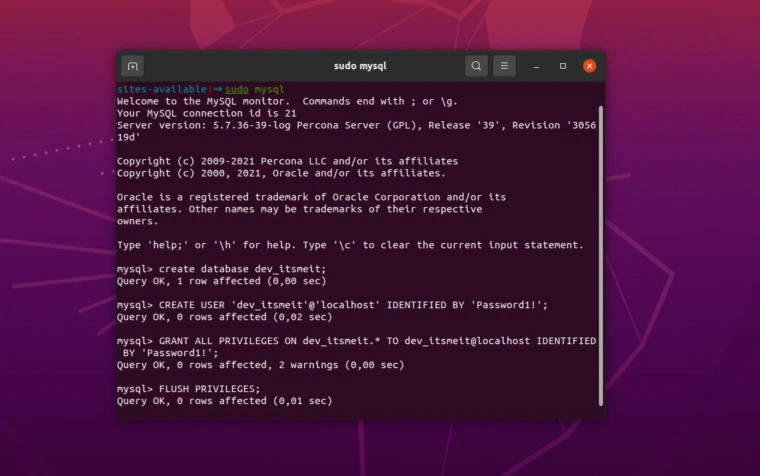 sudo mysql
sites-available|⇒ sudo mysql
Welcome to the MySQL monitor.  Commands end with ; or \g.
Your MySQL connection id is 21
Server version: 5.7.36-39-log Percona Server (GPL), Release '39', Revision '3056
19d'
Copyright (c) 2009-2021 Percona LLC and/or its affiliates
Copyright (c) 2000, 2021, Oracle and/or its affiliates.
Oracle is a registered trademark of Oracle Corporation and/or its
affiliates. Other names may be trademarks of their respective
owners.
Type 'help;' or '\h' for help. Type '\c' to clear the current input statement.
mysql> create database dev_itsmeit;
Query OK, 1 row affected (0,00 sec)
mysql> CREATE USER 'dev_itsmeit'@'localhost' IDENTIFIED BY 'Password1!';
Query OK, 0 rows affected (0,02 sec)
mysql> GRANT ALL PRIVILEGES ON dev_itsmeit.* TO dev_itsmeit@localhost IDENTIFIED
 BY 'Password1!';
Query OK, 0 rows affected, 2 warnings (0,00 sec)
mysql> FLUSH PRIVILEGES;
Query OK, 0 rows affected (0,01 sec)